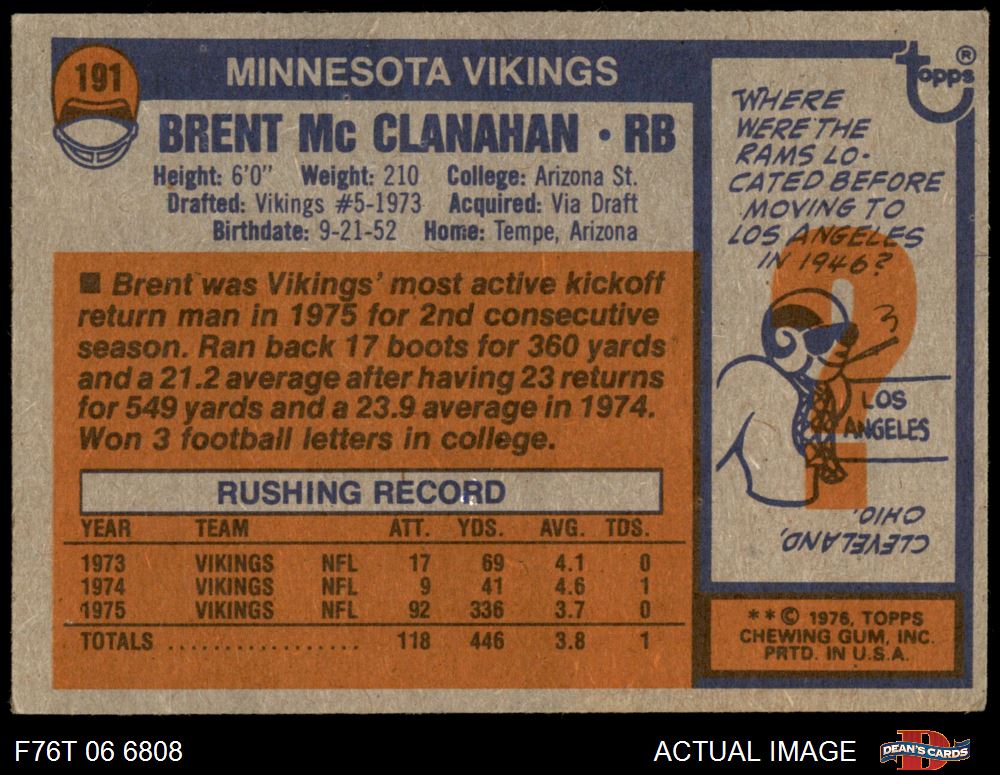 191
MINNESOTA VIKINGS
BRENT Mc CLANAHAN • RB
Height: 6'0" Weight: 210 College: Arizona St.
Drafted: Vikings #5-1973 Acquired: Via Draft
Birthdate: 9-21-52 Home: Tempe, Arizona
■ Brent was Vikings' most active kickoff
return man in 1975 for 2nd consecutive
season. Ran back 17 boots for 360 yards
and a 21.2 average after having 23 returns
for 549 yards and a 23.9 average in 1974.
Won 3 football letters in college.
RUSHING RECORD
YEAR TEAM ATT. YDS. AVG. TDS.
1973 VIKINGS NFL 17 69 4.1 0
1974 VIKINGS NFL 9 41 4.6 1
1975 VIKINGS NFL 92 336 3.7 0
TOTALS .................. 118 446 3.8 1
Topps ®
WHERE
WERE THE
RAMS LO-
CATED BEFORE
MOVING TO
LOS ANGELES
IN 1946?
?
LOS
ANGELES
CLEVELAND,
OHIO.
**© 1976, TOPPS
CHEWING GUM, INC.
PRTD. IN U.S.A.
F76T 06 6808
ACTUAL IMAGE
D
DEAN'S CARDS